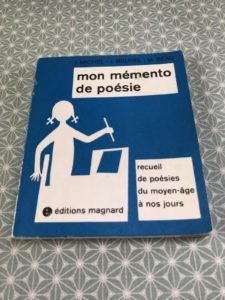 mon mémento
de poésie
recueil
de poésies
du moyen-âge
à nos jours
éditions magnard